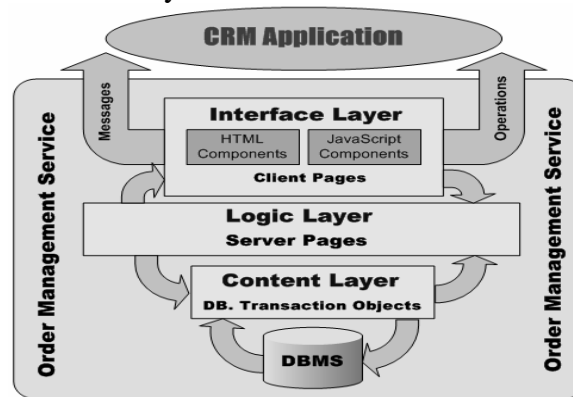 CRM Application
Messages
Operations
Interface Layer
HTML
Components
JavaScript
Components
Client Pages
Logic Layer
Server Pages
Content Layer
DB. Transaction Objects
DBMS
Order Management Service
Order Management Service